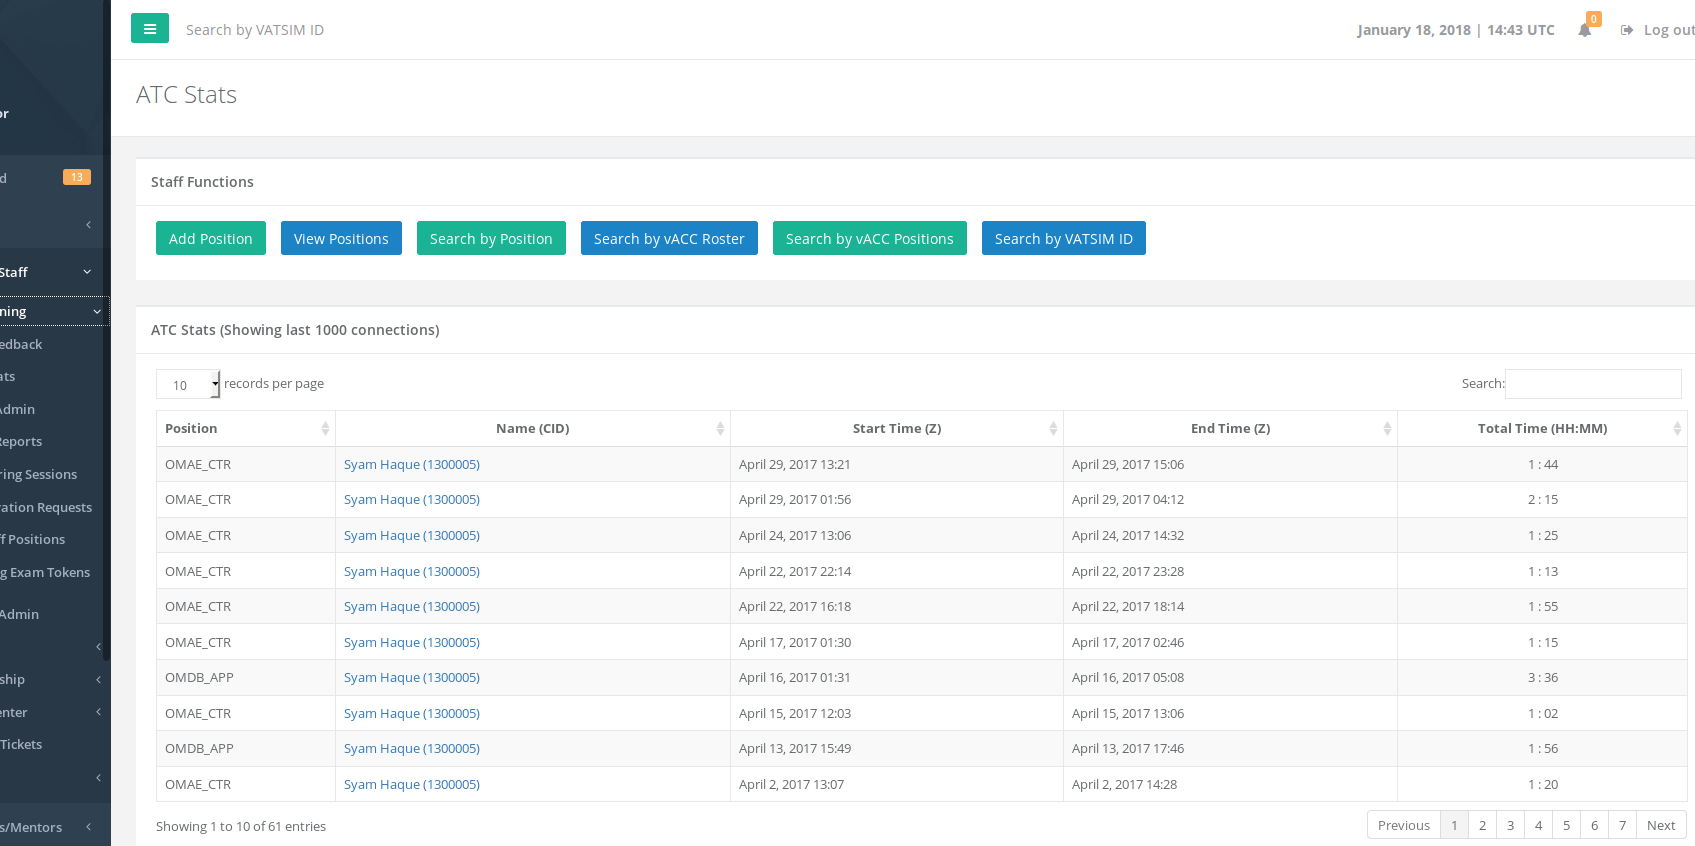 Search by VATSIM ID
January 18, 2018 | 14:43 UTC
0
Log out
ATC Stats
or
d
13
Staff
ning
edback
ats
Admin
Reports
ring Sessions
ration Requests
ff Positions
g Exam Tokens
Admin
ship
enter
Tickets
s/Mentors
Staff Functions
Add Position View Positions Search by Position Search by vACC Roster Search by vACC Positions Search by VATSIM ID
ATC Stats (Showing last 1000 connections)
10 records per page Search:
Position Name (CID) Start Time (Z) End Time (Z) Total Time (HH:MM)
OMAE_CTR Syam Haque (1300005) April 29, 2017 13:21 April 29, 2017 15:06 1 : 44
OMAE_CTR Syam Haque (1300005) April 29, 2017 01:56 April 29, 2017 04:12 2 : 15
OMAE_CTR Syam Haque (1300005) April 24, 2017 13:06 April 24, 2017 14:32 1 : 25
OMAE_CTR Syam Haque (1300005) April 22, 2017 22:14 April 22, 2017 23:28 1 : 13
OMAE_CTR Syam Haque (1300005) April 22, 2017 16:18 April 22, 2017 18:14 1 : 55
OMAE_CTR Syam Haque (1300005) April 17, 2017 01:30 April 17, 2017 02:46 1 : 15
OMDB_APP Syam Haque (1300005) April 16, 2017 01:31 April 16, 2017 05:08 3 : 36
OMAE_CTR Syam Haque (1300005) April 15, 2017 12:03 April 15, 2017 13:06 1 : 02
OMDB_APP Syam Haque (1300005) April 13, 2017 15:49 April 13, 2017 17:46 1 : 56
OMAE_CTR Syam Haque (1300005) April 2, 2017 13:07 April 2, 2017 14:28 1 : 20
Showing 1 to 10 of 61 entries Previous 1 2 3 4 5 6 7 Next